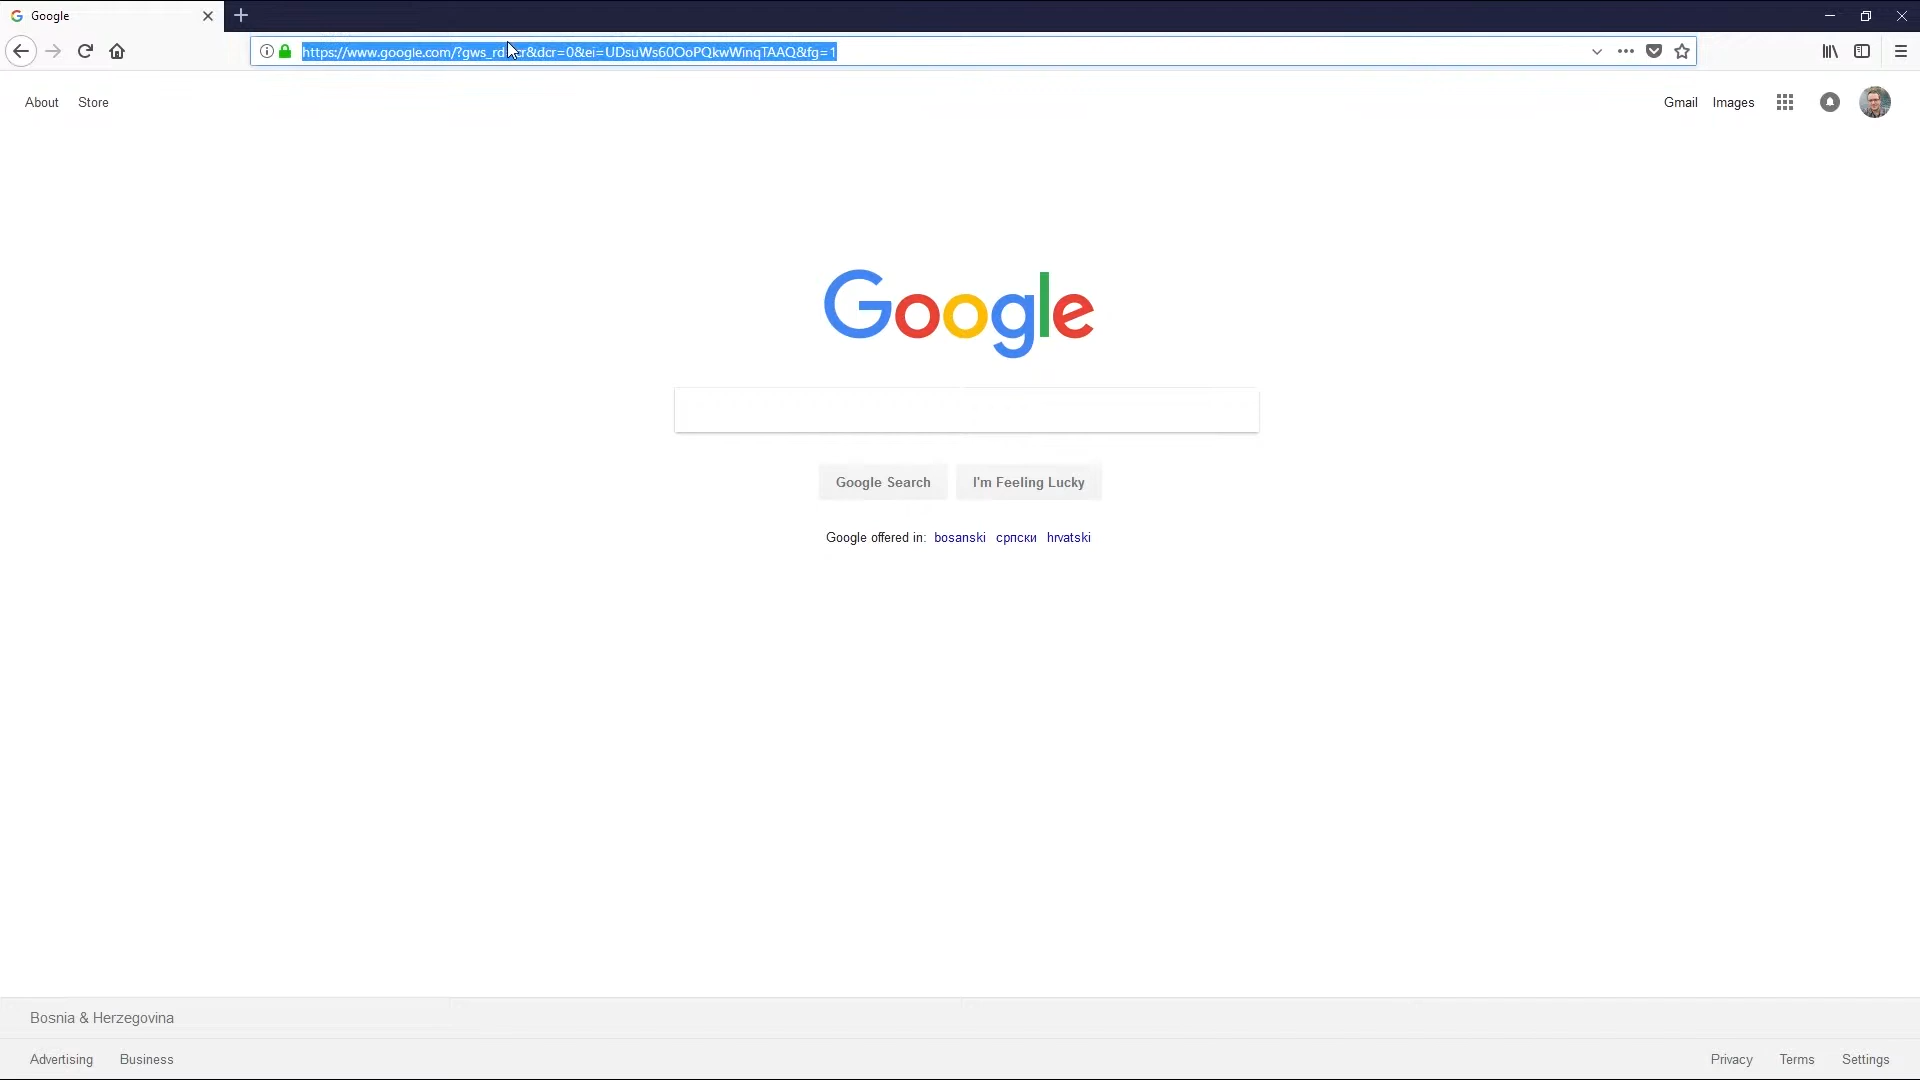 Google
https://www.google.com/?gws_rd=cr&dcr=0&ei=UDsuWs60OoPQkwWinqTAAQ&fg=1
About Store
Gmail Images
Google
Google Search I'm Feeling Lucky
Google offered in: bosanski српски hrvatski
Bosnia & Herzegovina
Advertising Business
Privacy Terms Settings